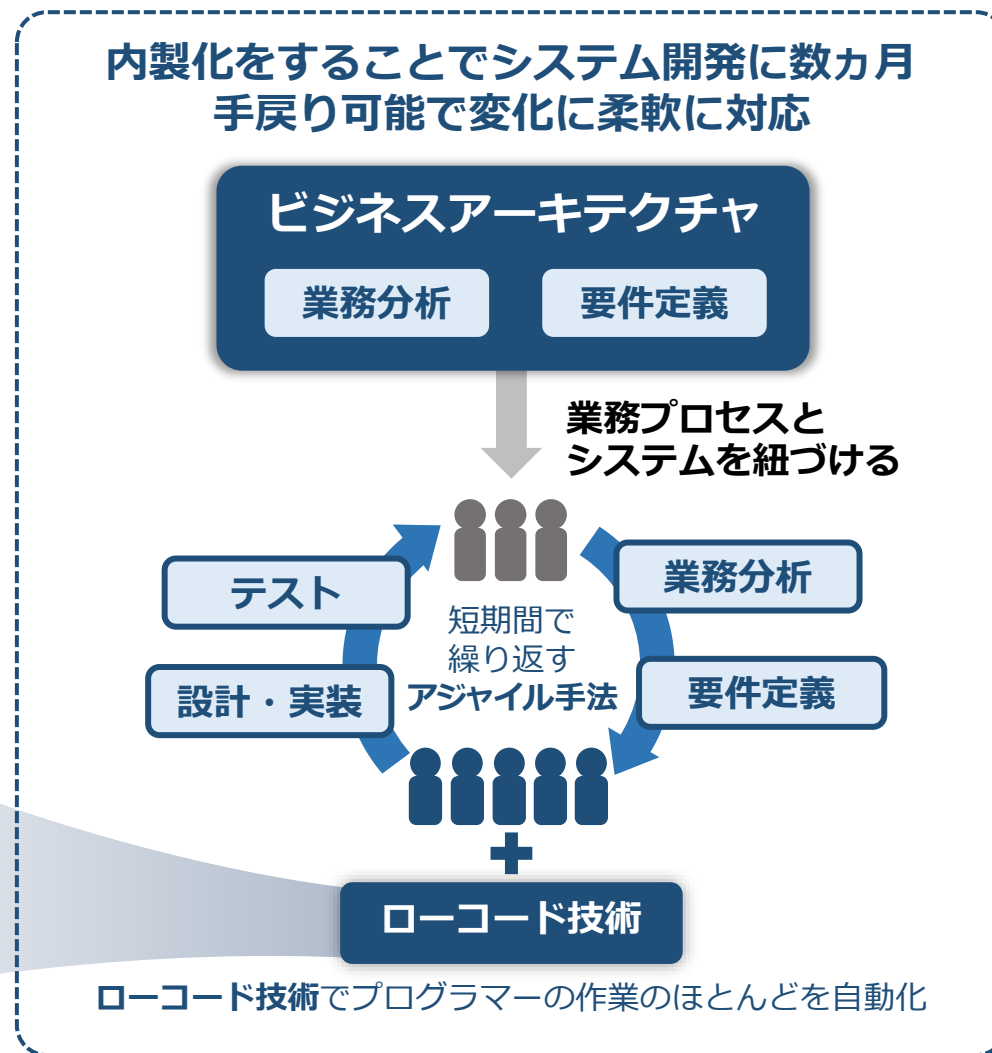 内製化をすることでシステム開発に数ヵ月
手戻り可能で変化に柔軟に対応
ビジネスアーキテクチャ
業務分析
要件定義
業務プロセスと
システムを紐づける
テスト
業務分析
短期間で
繰り返す
アジャイル手法
設計・実装
要件定義
ローコード技術
ローコード技術でプログラマーの作業のほとんどを自動化